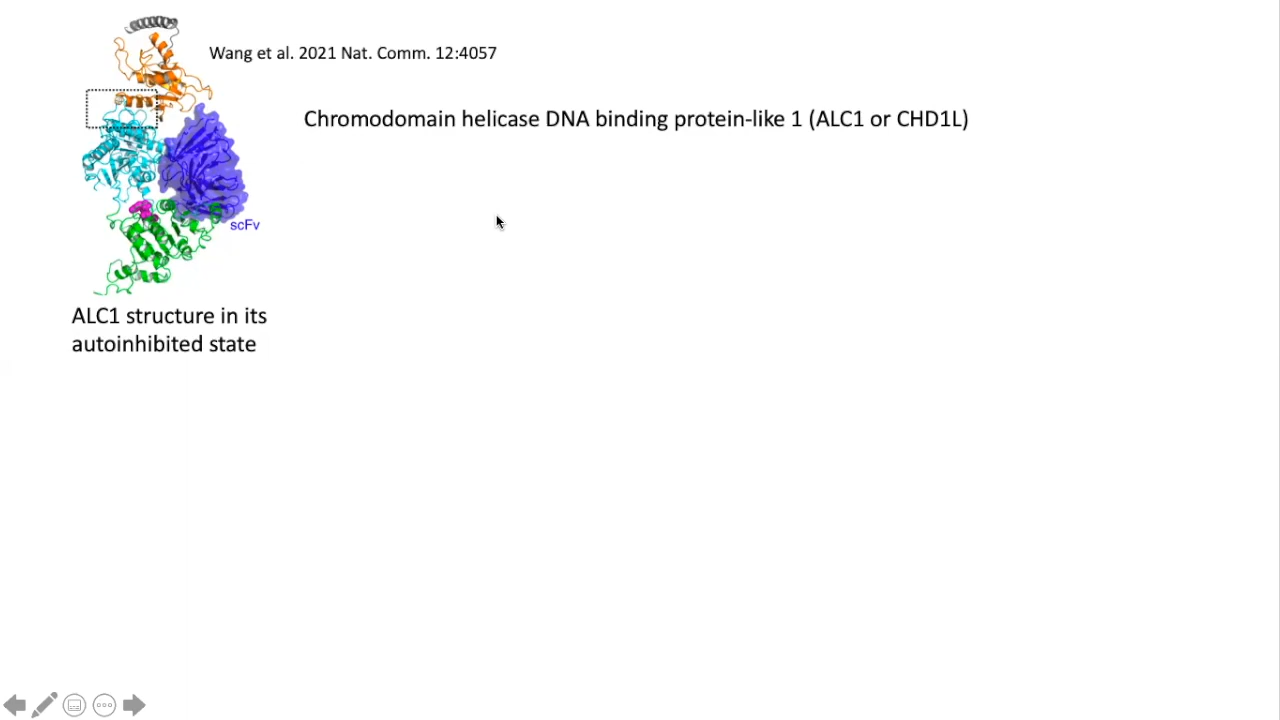 Wang et al. 2021 Nat. Comm. 12:4057
Chromodomain helicase DNA binding protein-like 1 (ALC1 or CHD1L)
scFv
ALC1 structure in its
autoinhibited state